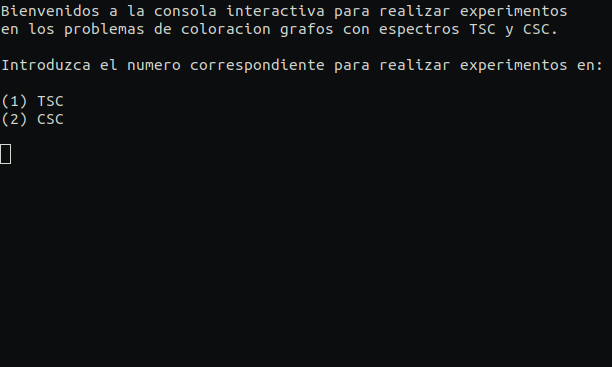 Bienvenidos a la consola interactiva para realizar experimentos
en los problemas de coloracion grafos con espectros TSC y CSC.
Introduzca el numero correspondiente para realizar experimentos en:
(1) TSC
(2) CSC